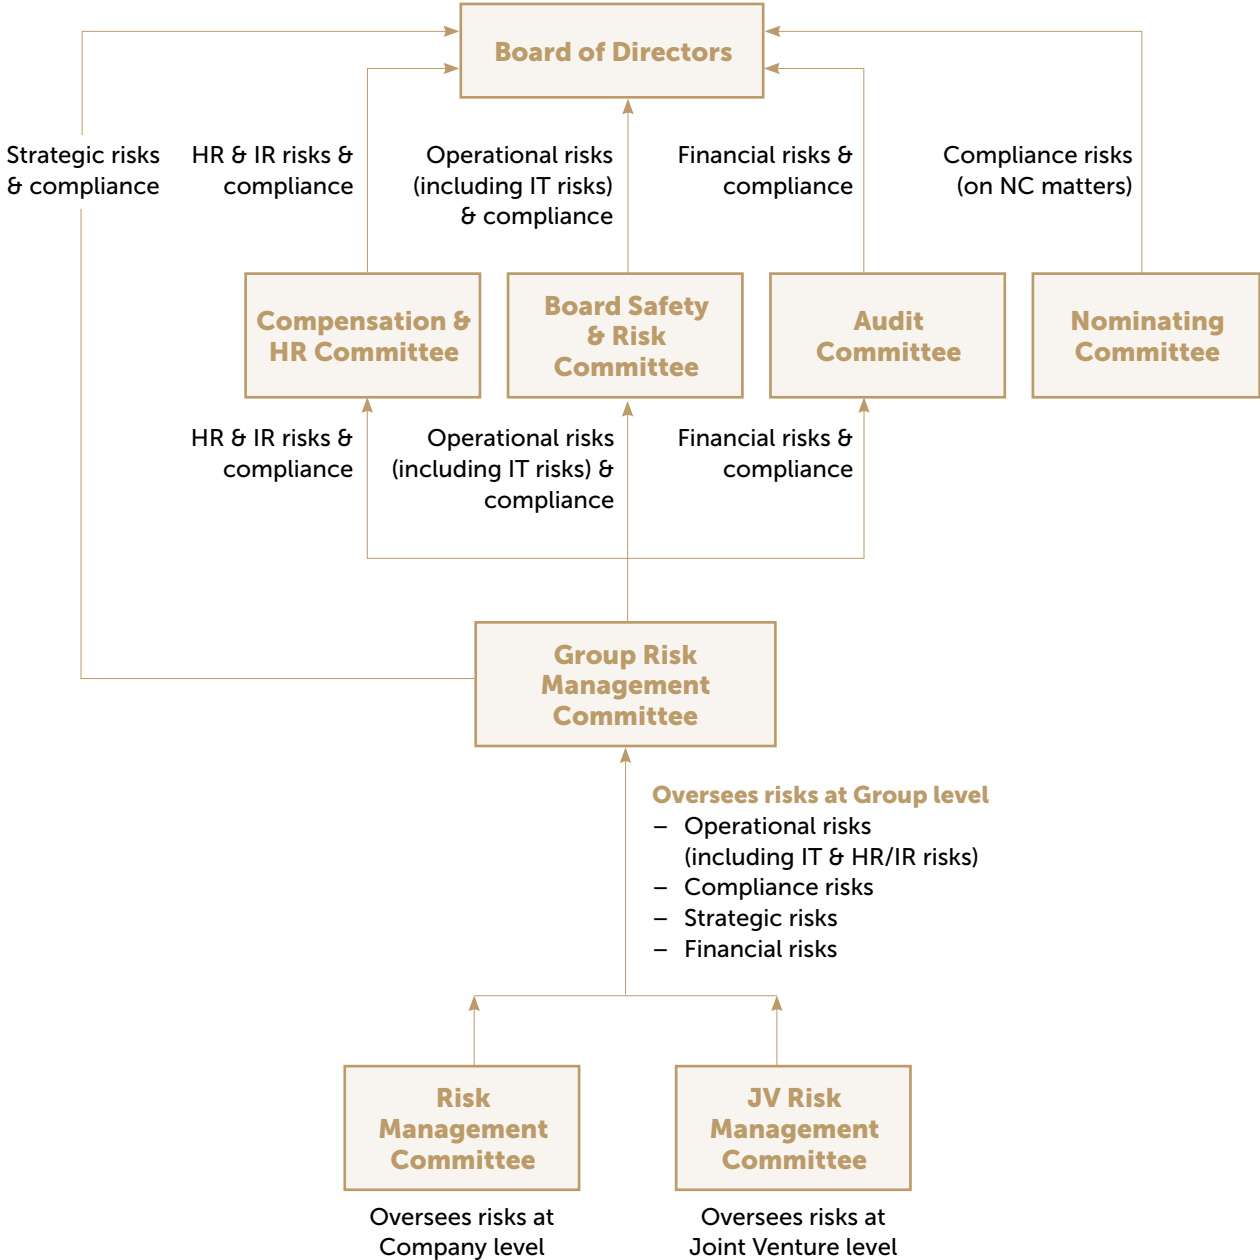 Board of Directors
Strategic risks
& compliance
HR & IR risks &
compliance
Operational risks
(including IT risks)
& compliance
Financial risks &
compliance
Compliance risks
(on NC matters)
Compensation &
HR Committee
Board Safety
& Risk
Committee
Audit
Committee
Nominating
Committee
HR & IR risks &
compliance
Operational risks
(including IT risks) &
compliance
Financial risks &
compliance
Group Risk
Management
Committee
Oversees risks at Group level
– Operational risks
(including IT & HR/IR risks)
– Compliance risks
– Strategic risks
– Financial risks
Risk
Management
Committee
Oversees risks at
Company level
JV Risk
Management
Committee
Oversees risks at
Joint Venture level